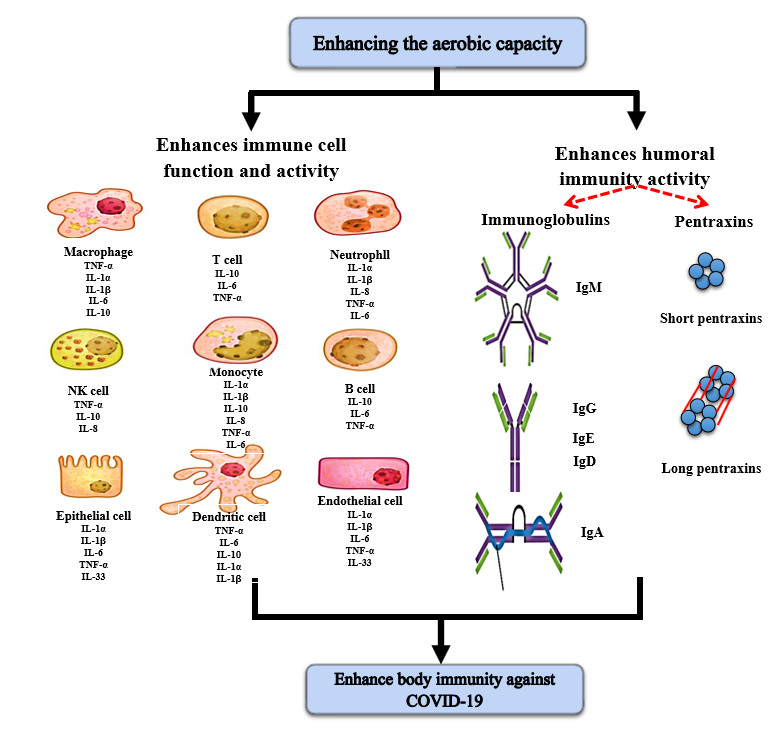 Enhancing the aerobic capacity
Enhances immune cell
function and activity
Enhances humoral
immunity activity
Macrophage
TNF-α
IL-1α
IL-1β
IL-6
IL-10
T cell
IL-10
IL-6
TNF-α
Neutrophll
IL-1α
IL-1β
IL-8
TNF-α
IL-6
NK cell
TNF-α
IL-10
IL-8
Monocyte
IL-1α
IL-1β
IL-10
IL-8
TNF-α
IL-6
B cell
IL-10
IL-6
TNF-α
Epithelial cell
IL-1α
IL-1β
IL-6
TNF-α
IL-33
Dendritic cell
TNF-α
IL-6
IL-10
IL-1α
IL-1β
Endothelial cell
IL-1α
IL-1β
IL-6
TNF-α
IL-33
Immunoglobulins
IgM
IgG
IgE
IgD
IgA
Pentraxins
Short pentraxins
Long pentraxins
Enhance body immunity against
COVID-19